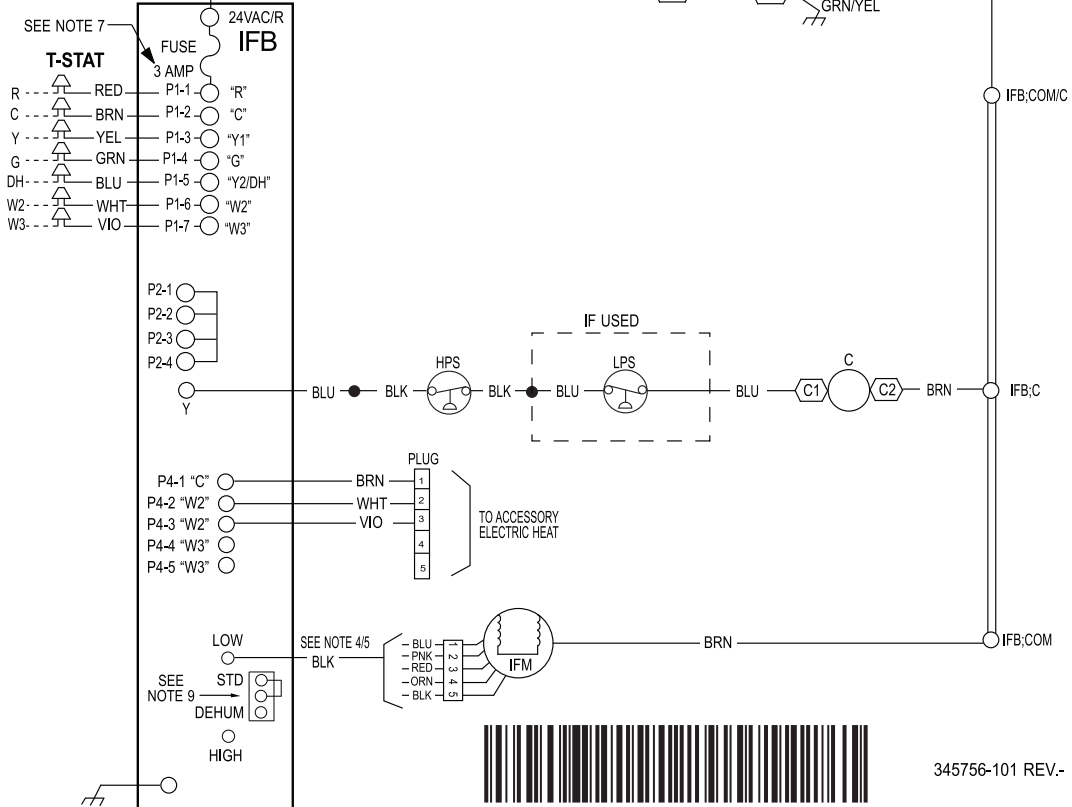 GRN/YEL
SEE NOTE 7
24VAC/R
FUSE
IFB
3 AMP
T-STAT
R RED P1-1 "R"
C BRN P1-2 "C"
Y YEL P1-3 "Y1"
G GRN P1-4 "G"
DH BLU P1-5 "Y2/DH"
W2 WHT P1-6 "W2"
W3 VIO P1-7 "W3"
IFB;COM/C
P2-1
P2-2
P2-3
P2-4
IF USED
HPS LPS C
Y BLU BLK BLK BLU BLU C1 C2 BRN IFB;C
PLUG
P4-1 "C" BRN 1
P4-2 "W2" WHT 2
P4-3 "W2" VIO 3
P4-4 "W3" 4
P4-5 "W3" 5
TO ACCESSORY
ELECTRIC HEAT
LOW
SEE NOTE 4/5
BLK
BLU 1
PNK 2
RED 3
ORN 4
BLK 5
IFM
BRN
IFB;COM
SEE
NOTE 9
STD
DEHUM
HIGH
345756-101 REV.-